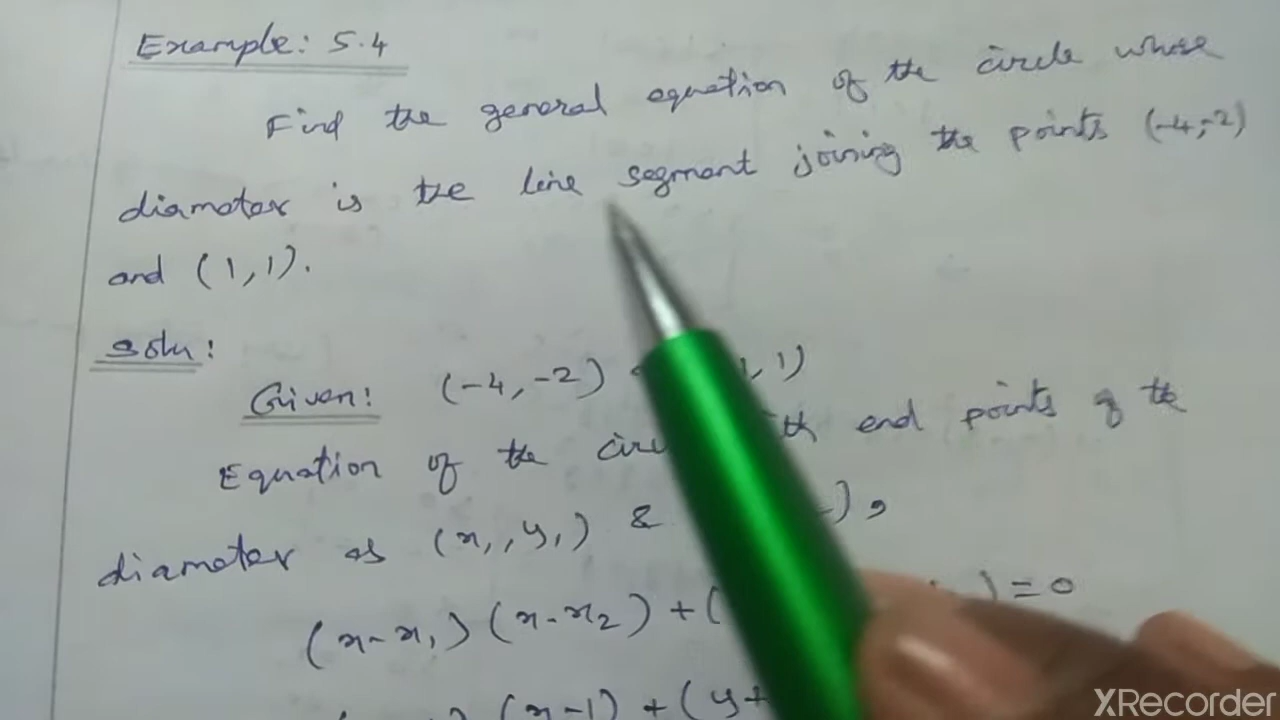 Example: 5.4
Find the general equation of the circle whose
diameter is the line segment joining the points (-4,-2)
and (1,1).
Soln:
Given: (-4,-2) 1,1)
Equation of the end points of the
diameter as (x₁,y₁) & ),
(x-x₁)(x-x₂)+( )=0
(x-1)+(y+
XRecorder